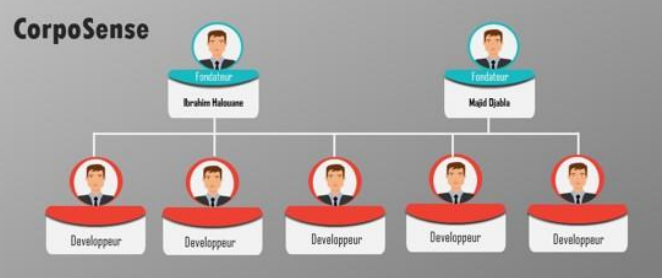 CorpoSense
Fondateur
Ibrahim Halouane
Fondateur
Majid Djabla
Developpeur
Developpeur
Developpeur
Developpeur
Developpeur